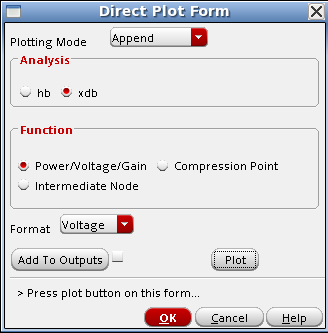 Direct Plot Form
Plotting Mode Append
Analysis
hb xdb
Function
Power/Voltage/Gain Compression Point
Intermediate Node
Format Voltage
Add To Outputs Plot
> Press plot button on this form...
OK Cancel Help